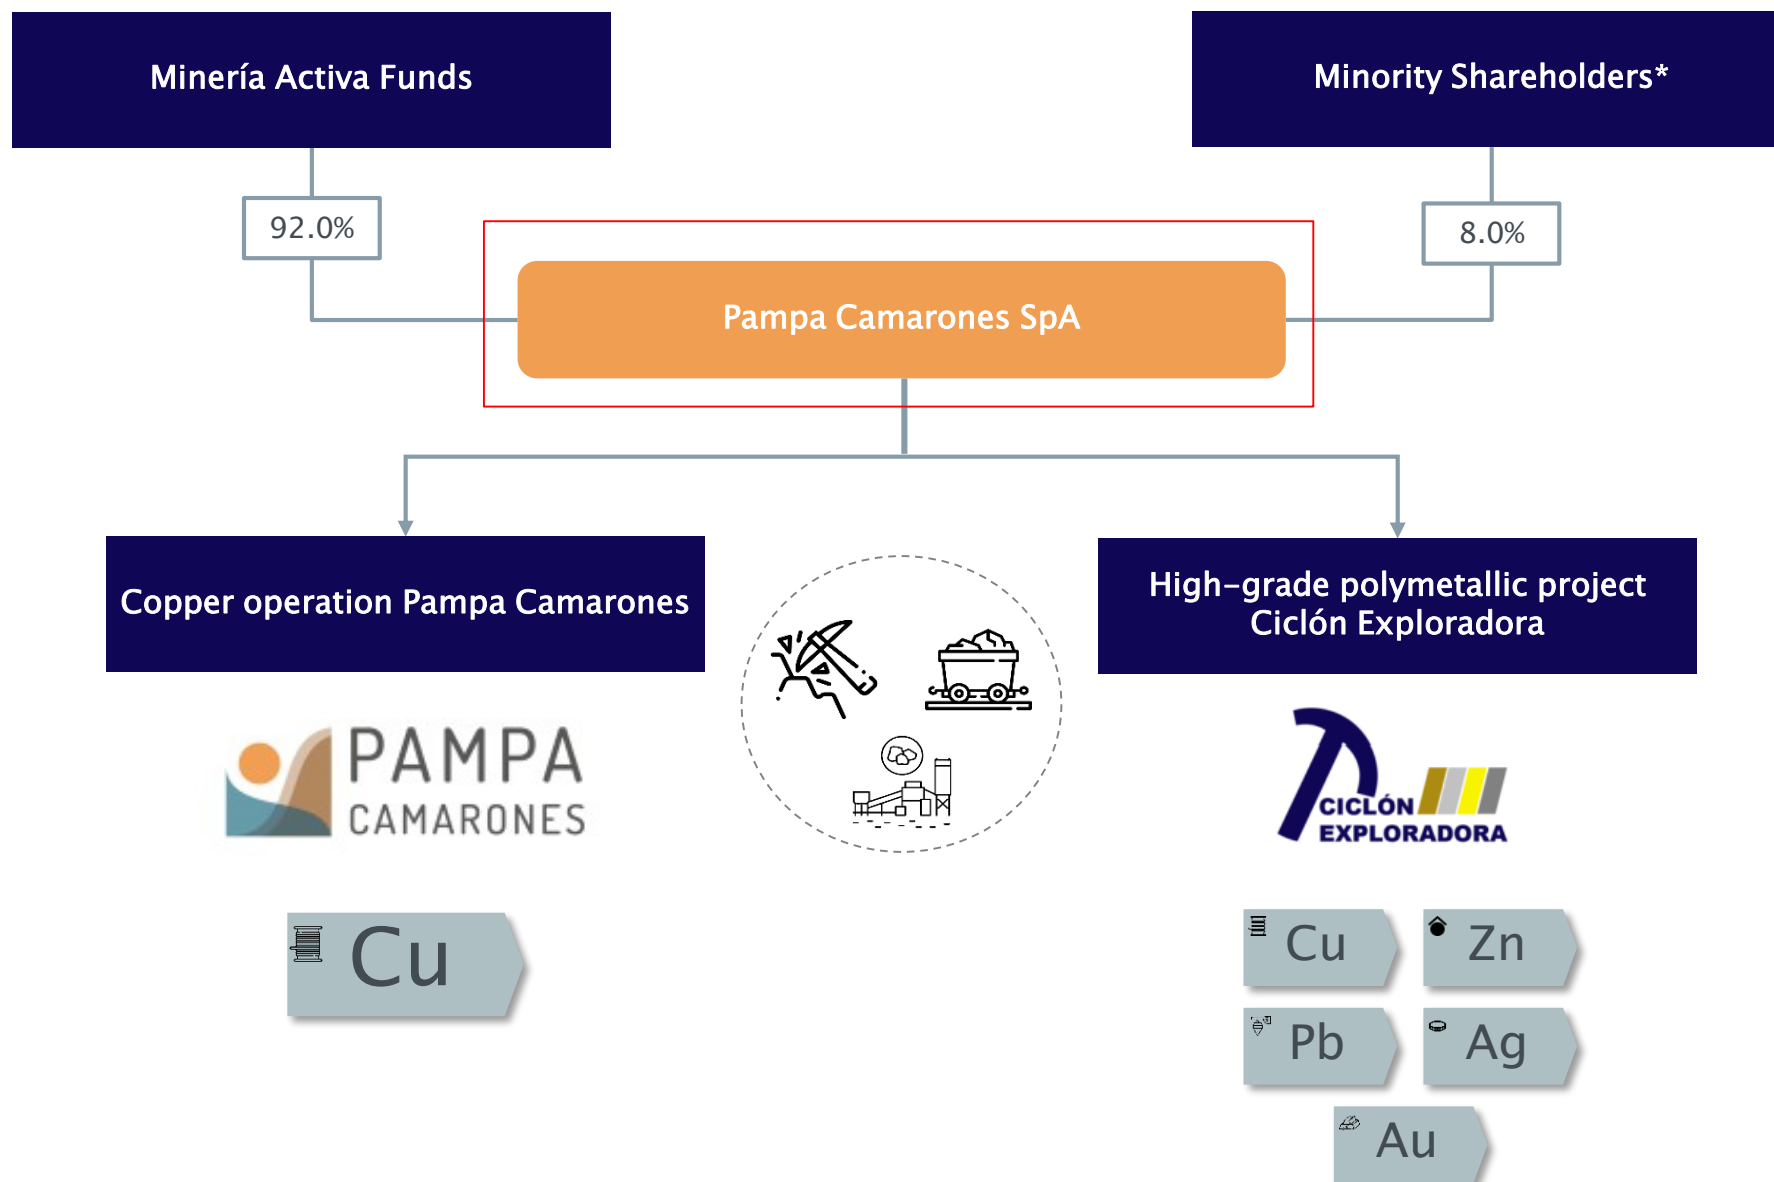 Minería Activa Funds
Minority Shareholders*
92.0%
8.0%
Pampa Camarones SpA
Copper operation Pampa Camarones
High-grade polymetallic project
Ciclón Exploradora
PAMPA
CAMARONES
CICLÓN
EXPLORADORA
Cu
Cu
Zn
Pb
Ag
Au